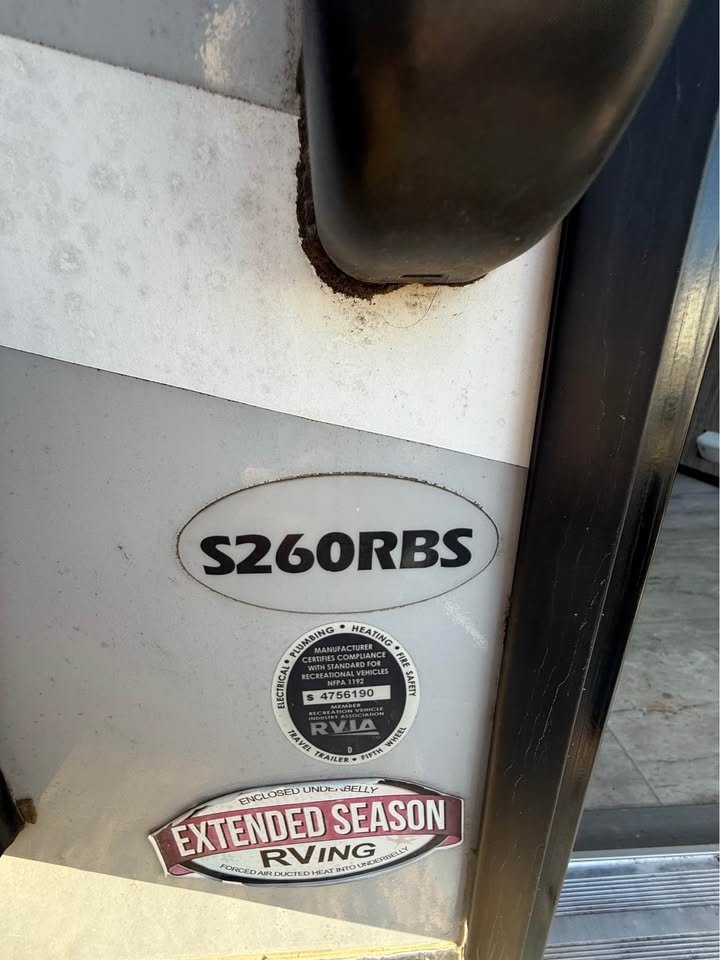 S260RBS
ELECTRICAL • PLUMBING • HEATING • FIRE SAFETY
MANUFACTURER
CERTIFIES COMPLIANCE
WITH STANDARD FOR
RECREATIONAL VEHICLES
NFPA 1192
S 4756190
MEMBER
RECREATION VEHICLE
INDUSTRY ASSOCIATION
RVIA
D
TRAVEL TRAILER • FIFTH WHEEL
ENCLOSED UNDERBELLY
EXTENDED SEASON
RVING
FORCED AIR DUCTED HEAT INTO UNDERBELLY